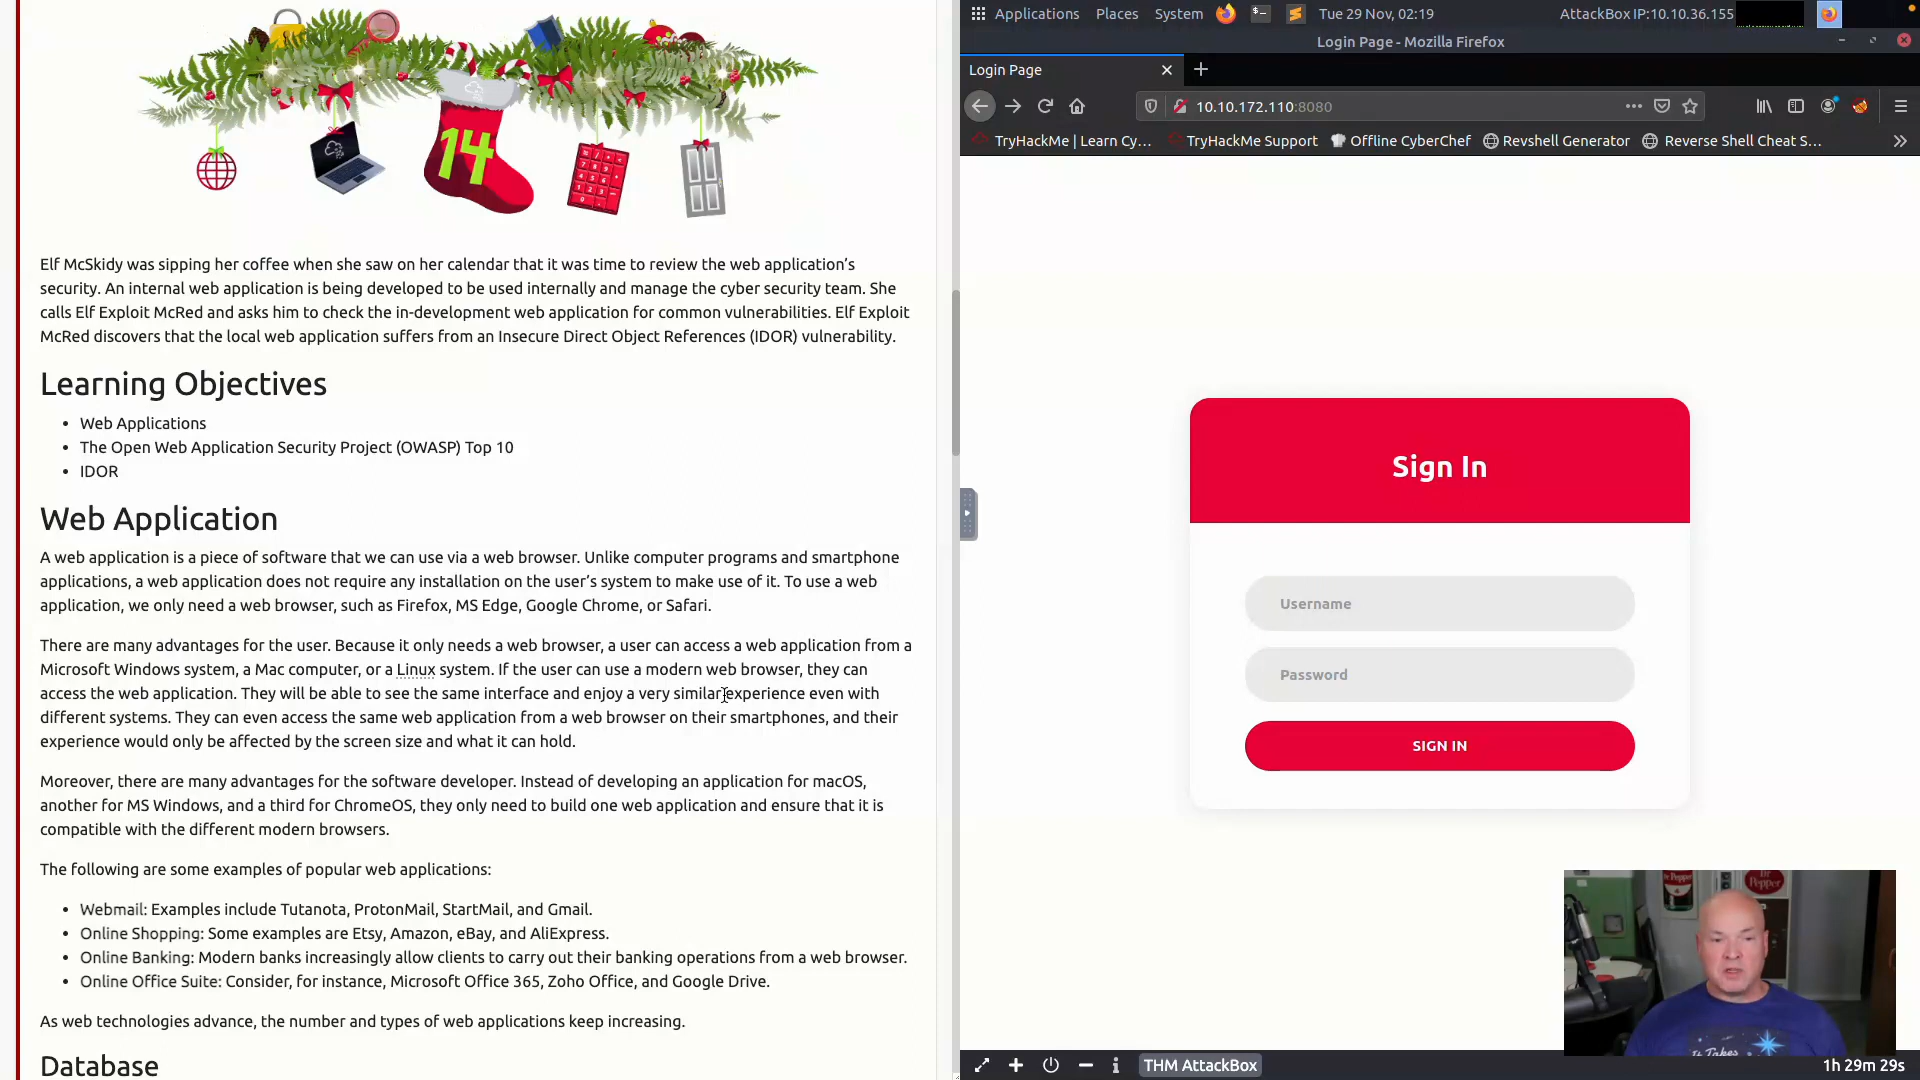 14
Elf McSkidy was sipping her coffee when she saw on her calendar that it was time to review the web application’s
security. An internal web application is being developed to be used internally and manage the cyber security team. She
calls Elf Exploit McRed and asks him to check the in-development web application for common vulnerabilities. Elf Exploit
McRed discovers that the local web application suffers from an Insecure Direct Object References (IDOR) vulnerability.
Learning Objectives
• Web Applications
• The Open Web Application Security Project (OWASP) Top 10
• IDOR
Web Application
A web application is a piece of software that we can use via a web browser. Unlike computer programs and smartphone
applications, a web application does not require any installation on the user’s system to make use of it. To use a web
application, we only need a web browser, such as Firefox, MS Edge, Google Chrome, or Safari.
There are many advantages for the user. Because it only needs a web browser, a user can access a web application from a
Microsoft Windows system, a Mac computer, or a Linux system. If the user can use a modern web browser, they can
access the web application. They will be able to see the same interface and enjoy a very similar experience even with
different systems. They can even access the same web application from a web browser on their smartphones, and their
experience would only be affected by the screen size and what it can hold.
Moreover, there are many advantages for the software developer. Instead of developing an application for macOS,
another for MS Windows, and a third for ChromeOS, they only need to build one web application and ensure that it is
compatible with the different modern browsers.
The following are some examples of popular web applications:
• Webmail: Examples include Tutanota, ProtonMail, StartMail, and Gmail.
• Online Shopping: Some examples are Etsy, Amazon, eBay, and AliExpress.
• Online Banking: Modern banks increasingly allow clients to carry out their banking operations from a web browser.
• Online Office Suite: Consider, for instance, Microsoft Office 365, Zoho Office, and Google Drive.
As web technologies advance, the number and types of web applications keep increasing.
Database
Applications Places System Tue 29 Nov, 02:19 AttackBox IP:10.10.36.155
Login Page - Mozilla Firefox
Login Page
10.10.172.110:8080
TryHackMe | Learn Cy… TryHackMe Support Offline CyberChef Revshell Generator Reverse Shell Cheat S…
Sign In
Username
Password
SIGN IN
Dr Pepper
It Takes
THM AttackBox 1h 29m 29s